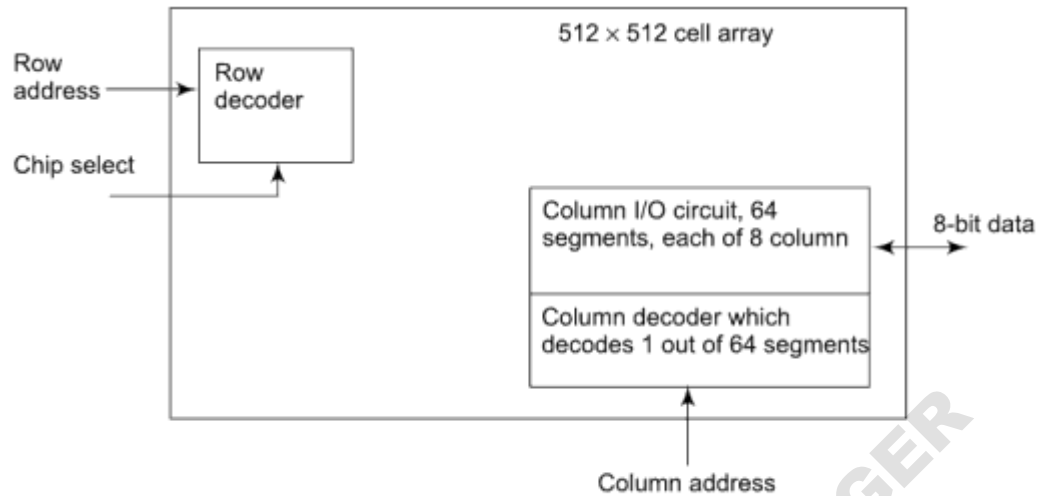 512 × 512 cell array
Row
address
Row
decoder
Chip select
Column I/O circuit, 64
segments, each of 8 column
8-bit data
Column decoder which
decodes 1 out of 64 segments
Column address